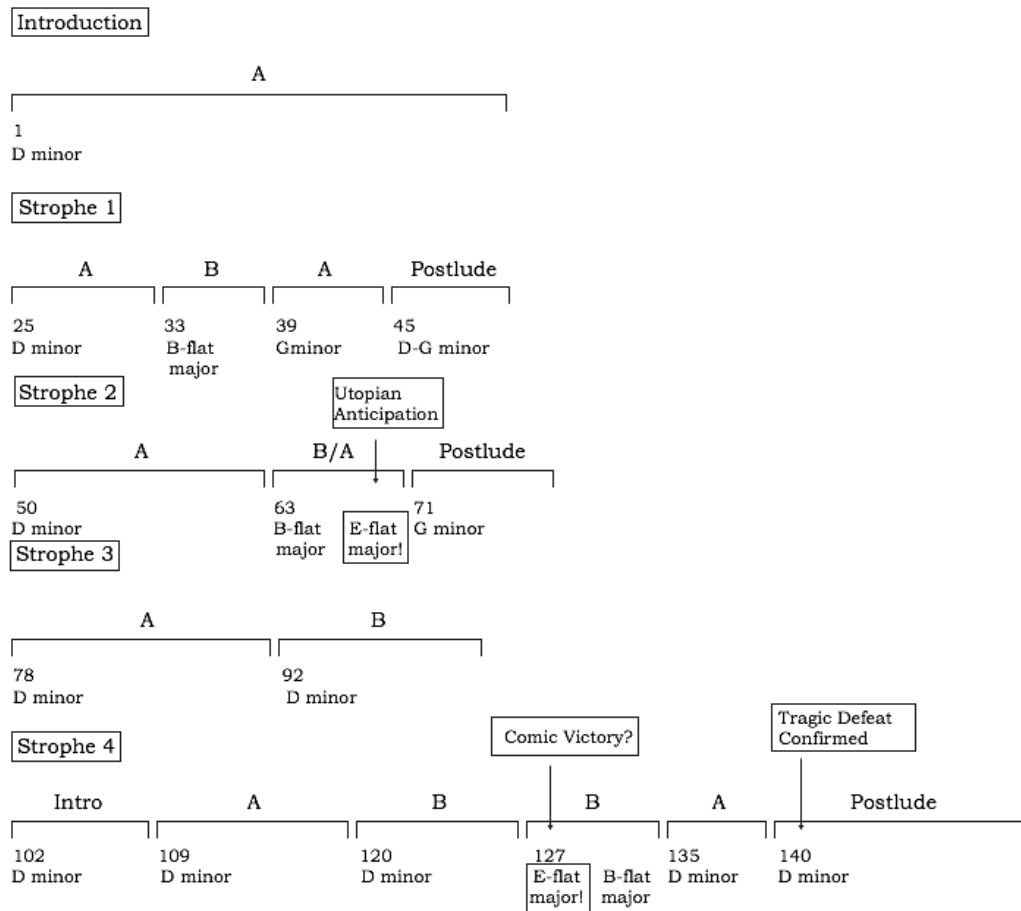 Introduction
A
1
D minor
Strophe 1
A B A Postlude
25 33 39 45
D minor B-flat Gminor D-G minor
major
Strophe 2
Utopian
Anticipation
A B/A Postlude
50 63 71
D minor B-flat E-flat G minor
major major!
Strophe 3
A B
78 92
D minor D minor
Strophe 4
Comic Victory?
Tragic Defeat
Confirmed
Intro A B B A Postlude
102 109 120 127 135 140
D minor D minor D minor E-flat B-flat D minor D minor
major! major